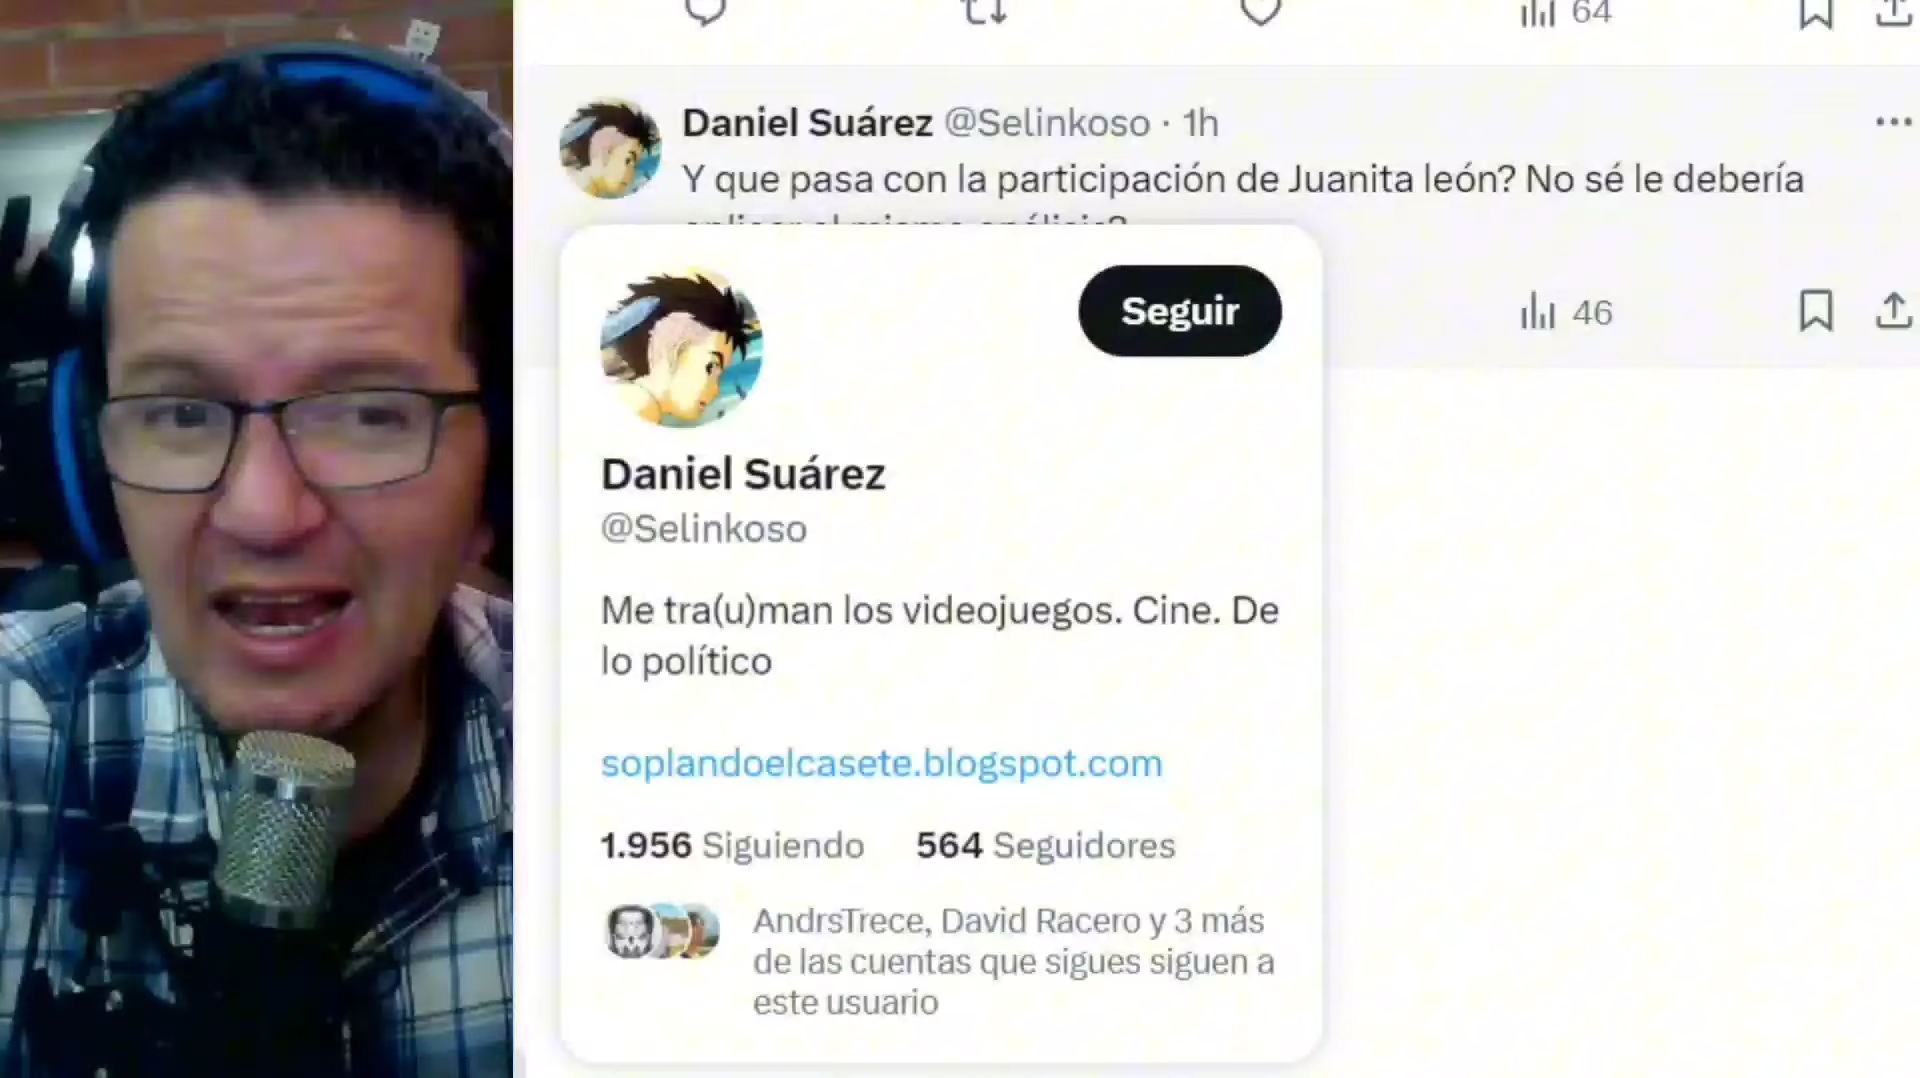 64
Daniel Suárez @Selinkoso · 1h
Y que pasa con la participación de Juanita león? No sé le debería
Seguir
46
Daniel Suárez
@Selinkoso
Me tra(u)man los videojuegos. Cine. De
lo político
soplandoelcasete.blogspot.com
1.956 Siguiendo 564 Seguidores
AndrsTrece, David Racero y 3 más
de las cuentas que sigues siguen a
este usuario